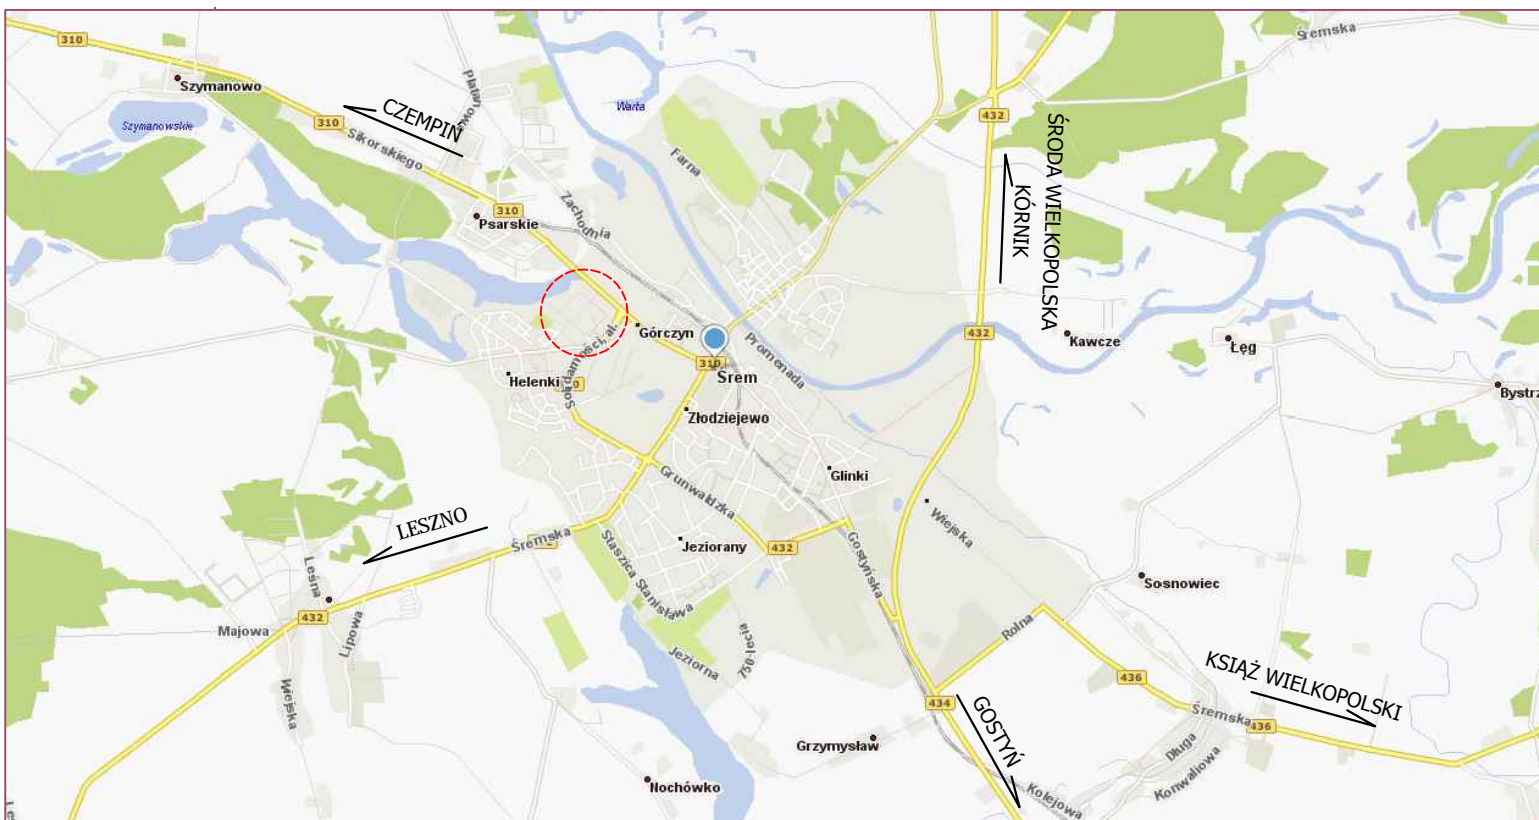 310
Śremska
Szymanowo
Platanowa
Warta
432
Szymanowskie
310
CZEMPIŃ
Sikorskiego
Farna
ŚRODA WIELKOPOLSKA
KÓRNIK
310
Psarskie
Zachodnia
Górczyn
432
Kawcze
Łęg
Promenada
310
Śrem
Helenki
Solidarności, al.
Bystrz
Złodziejewo
Glinki
Grunwaldzka
LESZNO
Śremska
Wiejska
Jeziorany
432
Gostyńska
Staszica Stanisława
Leśna
Sosnowiec
432
Majowa
Lipowa
Rolna
750-lecia
Jeziorna
Wiejska
436
KSIĄŻ WIELKOPOLSKI
434
GOSTYŃ
Śremska
436
Grzymysław
Długa
Konwaliowa
Nochówko
Kolejowa